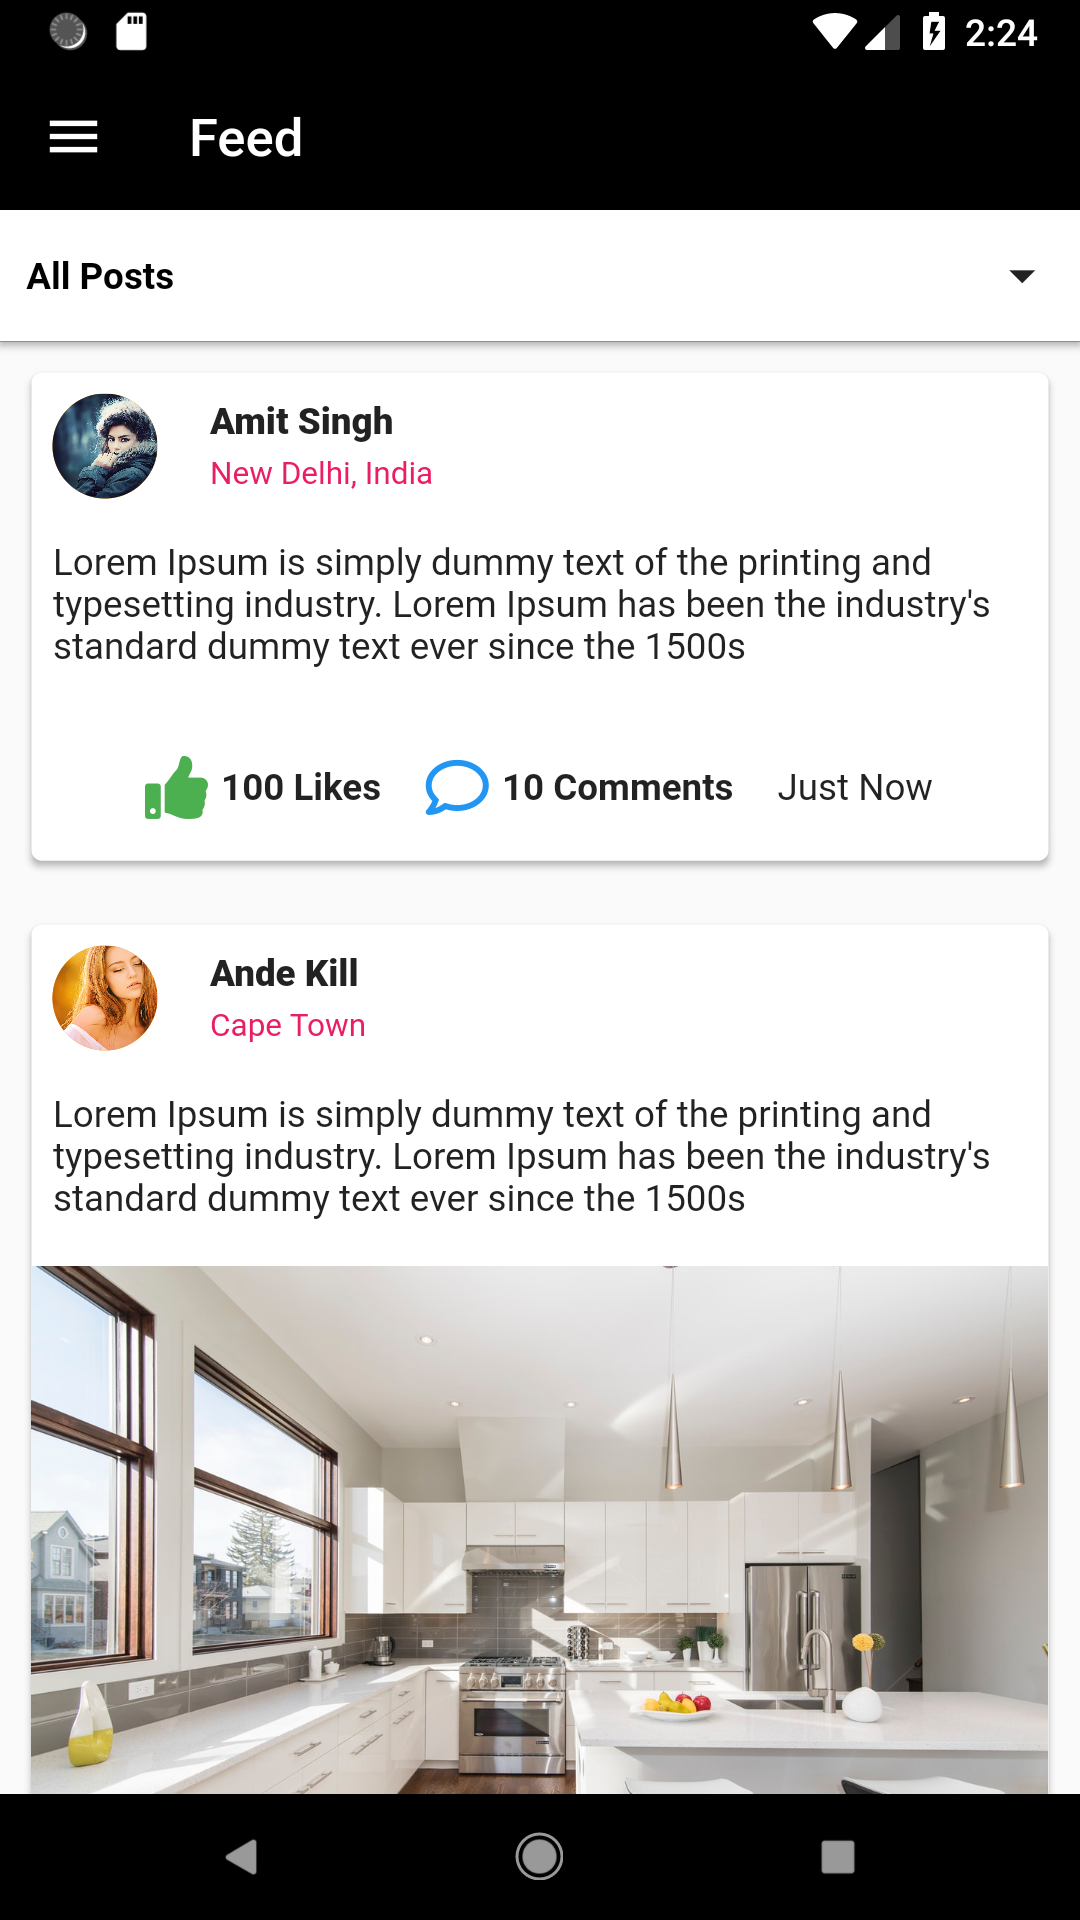 2:24
Feed
All Posts
Amit Singh
New Delhi, India
Lorem Ipsum is simply dummy text of the printing and
typesetting industry. Lorem Ipsum has been the industry's
standard dummy text ever since the 1500s
100 Likes 10 Comments Just Now
Ande Kill
Cape Town
Lorem Ipsum is simply dummy text of the printing and
typesetting industry. Lorem Ipsum has been the industry's
standard dummy text ever since the 1500s